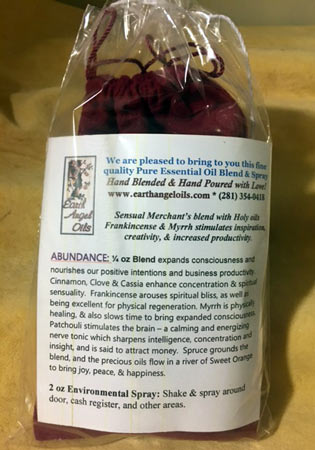 We are pleased to bring to you this fine
quality Pure Essential Oil Blend & Spray
Hand Blended & Hand Poured with Love!
www.earthangeloils.com * (281) 354-0418
Earth
Angel
Oils
Sensual Merchant's blend with Holy oils
Frankincense & Myrrh stimulates inspiration,
creativity, & increased productivity.
ABUNDANCE: ¼ oz Blend expands consciousness and
nourishes our positive intentions and business productivity.
Cinnamon, Clove & Cassia enhance concentration & spiritual
sensuality. Frankincense arouses spiritual bliss, as well as
being excellent for physical regeneration. Myrrh is physically
healing, & also slows time to bring expanded consciousness.
Patchouli stimulates the brain – a calming and energizing
nerve tonic which sharpens intelligence, concentration and
insight, and is said to attract money. Spruce grounds the
blend, and the precious oils flow in a river of Sweet Orange
to bring joy, peace, & happiness.
2 oz Environmental Spray: Shake & spray around
door, cash register, and other areas.